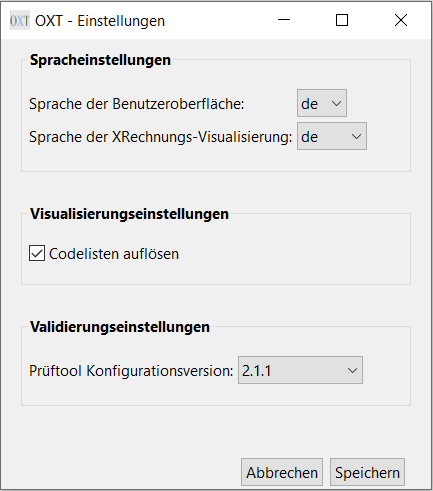 OXT OXT - Einstellungen
Spracheinstellungen
Sprache der Benutzeroberfläche: de
Sprache der XRechnungs-Visualisierung: de
Visualisierungseinstellungen
Codelisten auflösen
Validierungseinstellungen
Prüftool Konfigurationsversion: 2.1.1
Abbrechen Speichern